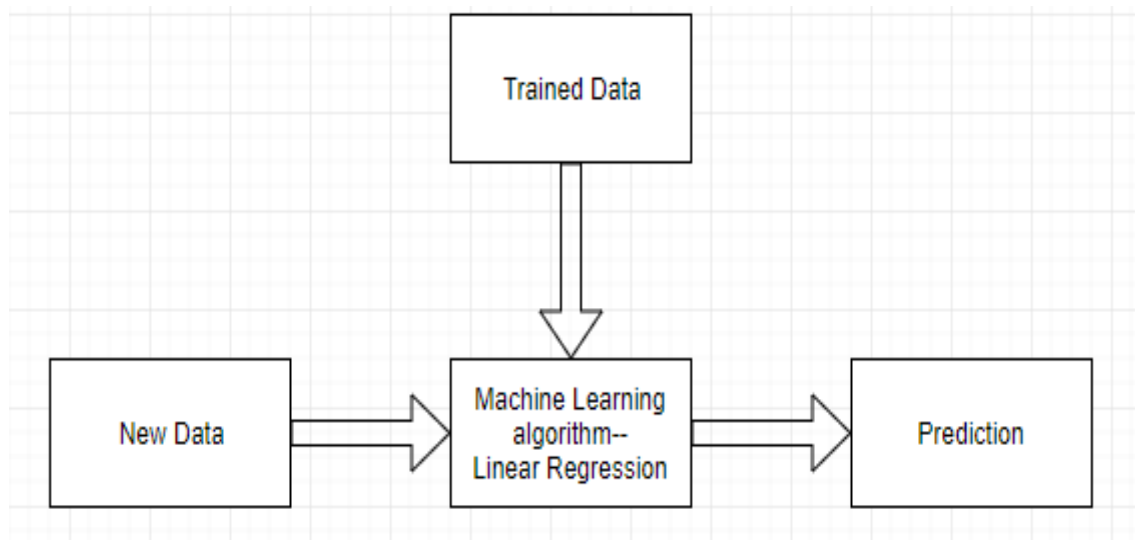 Trained Data
New Data
Machine Learning
algorithm--
Linear Regression
Prediction